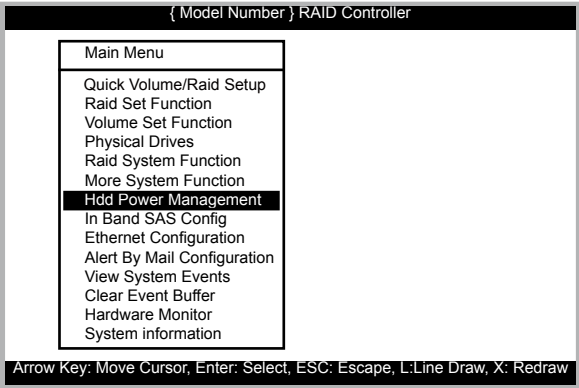 { Model Number } RAID Controller
Main Menu
Quick Volume/Raid Setup
Raid Set Function
Volume Set Function
Physical Drives
Raid System Function
More System Function
Hdd Power Management
In Band SAS Config
Ethernet Configuration
Alert By Mail Configuration
View System Events
Clear Event Buffer
Hardware Monitor
System information
Arrow Key: Move Cursor, Enter: Select, ESC: Escape, L:Line Draw, X: Redraw